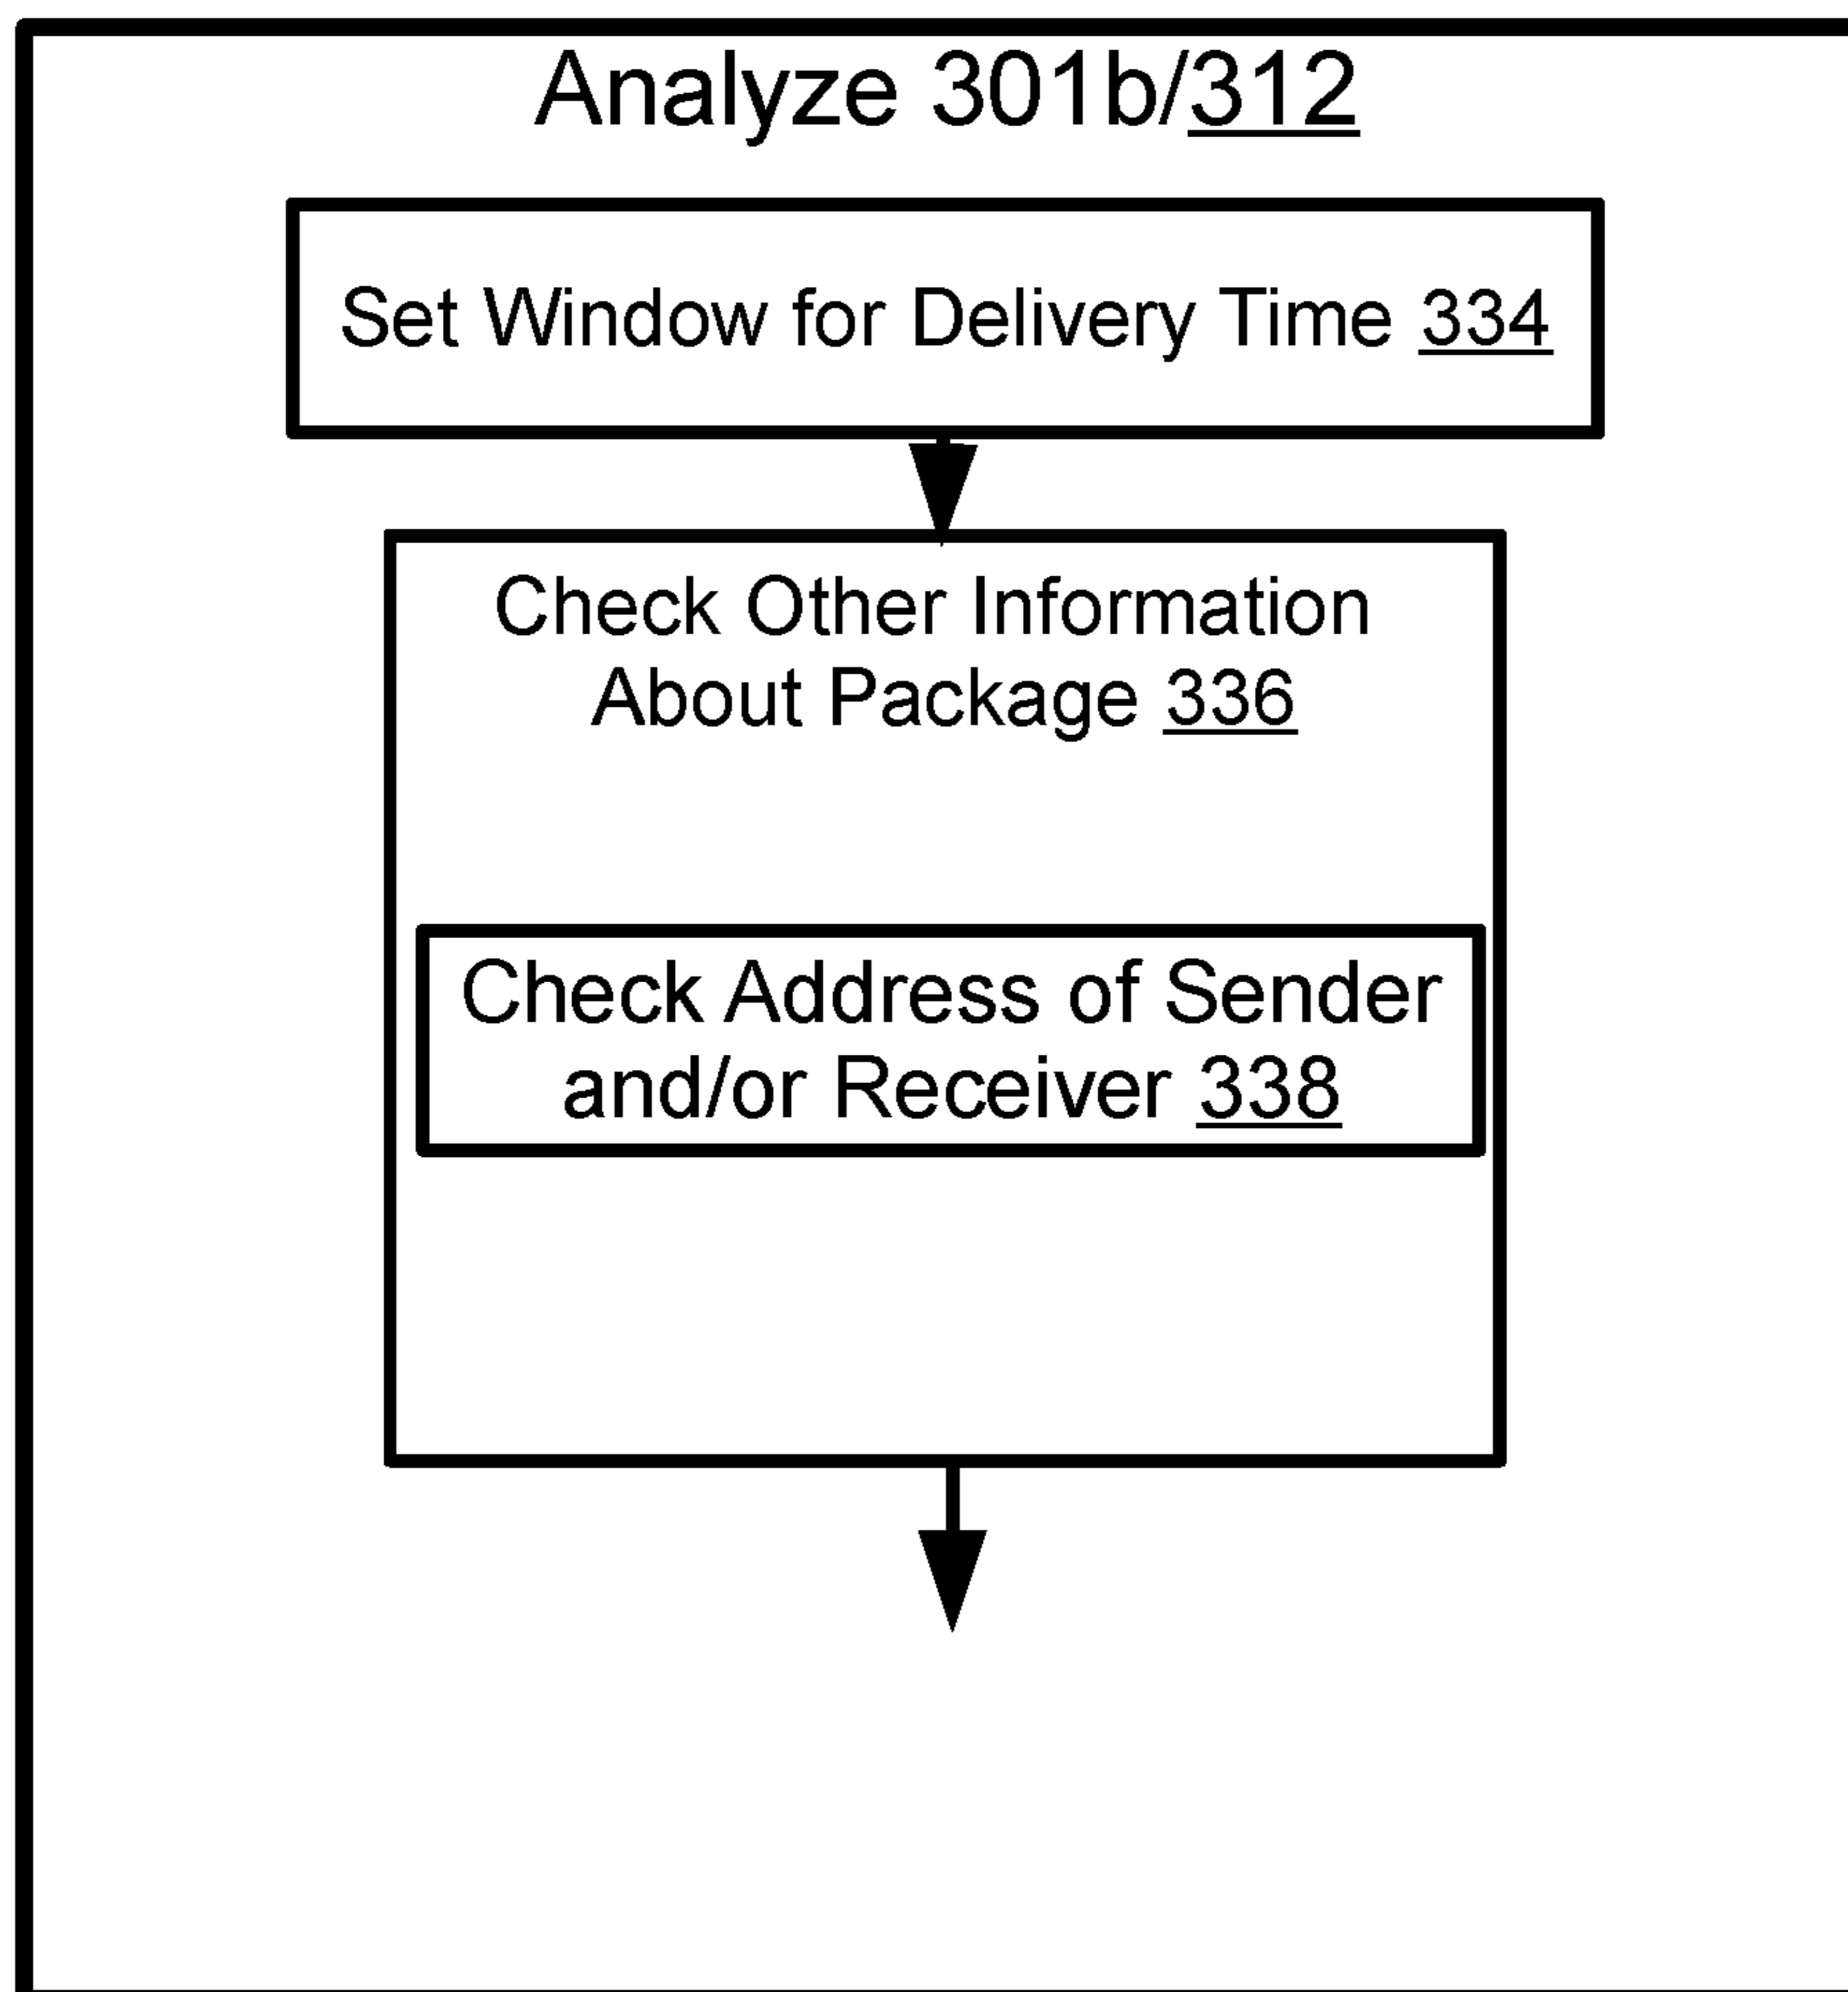 Analyze 301b/312
Set Window for Delivery Time 334
Check Other Information
About Package 336
Check Address of Sender
and/or Receiver 338